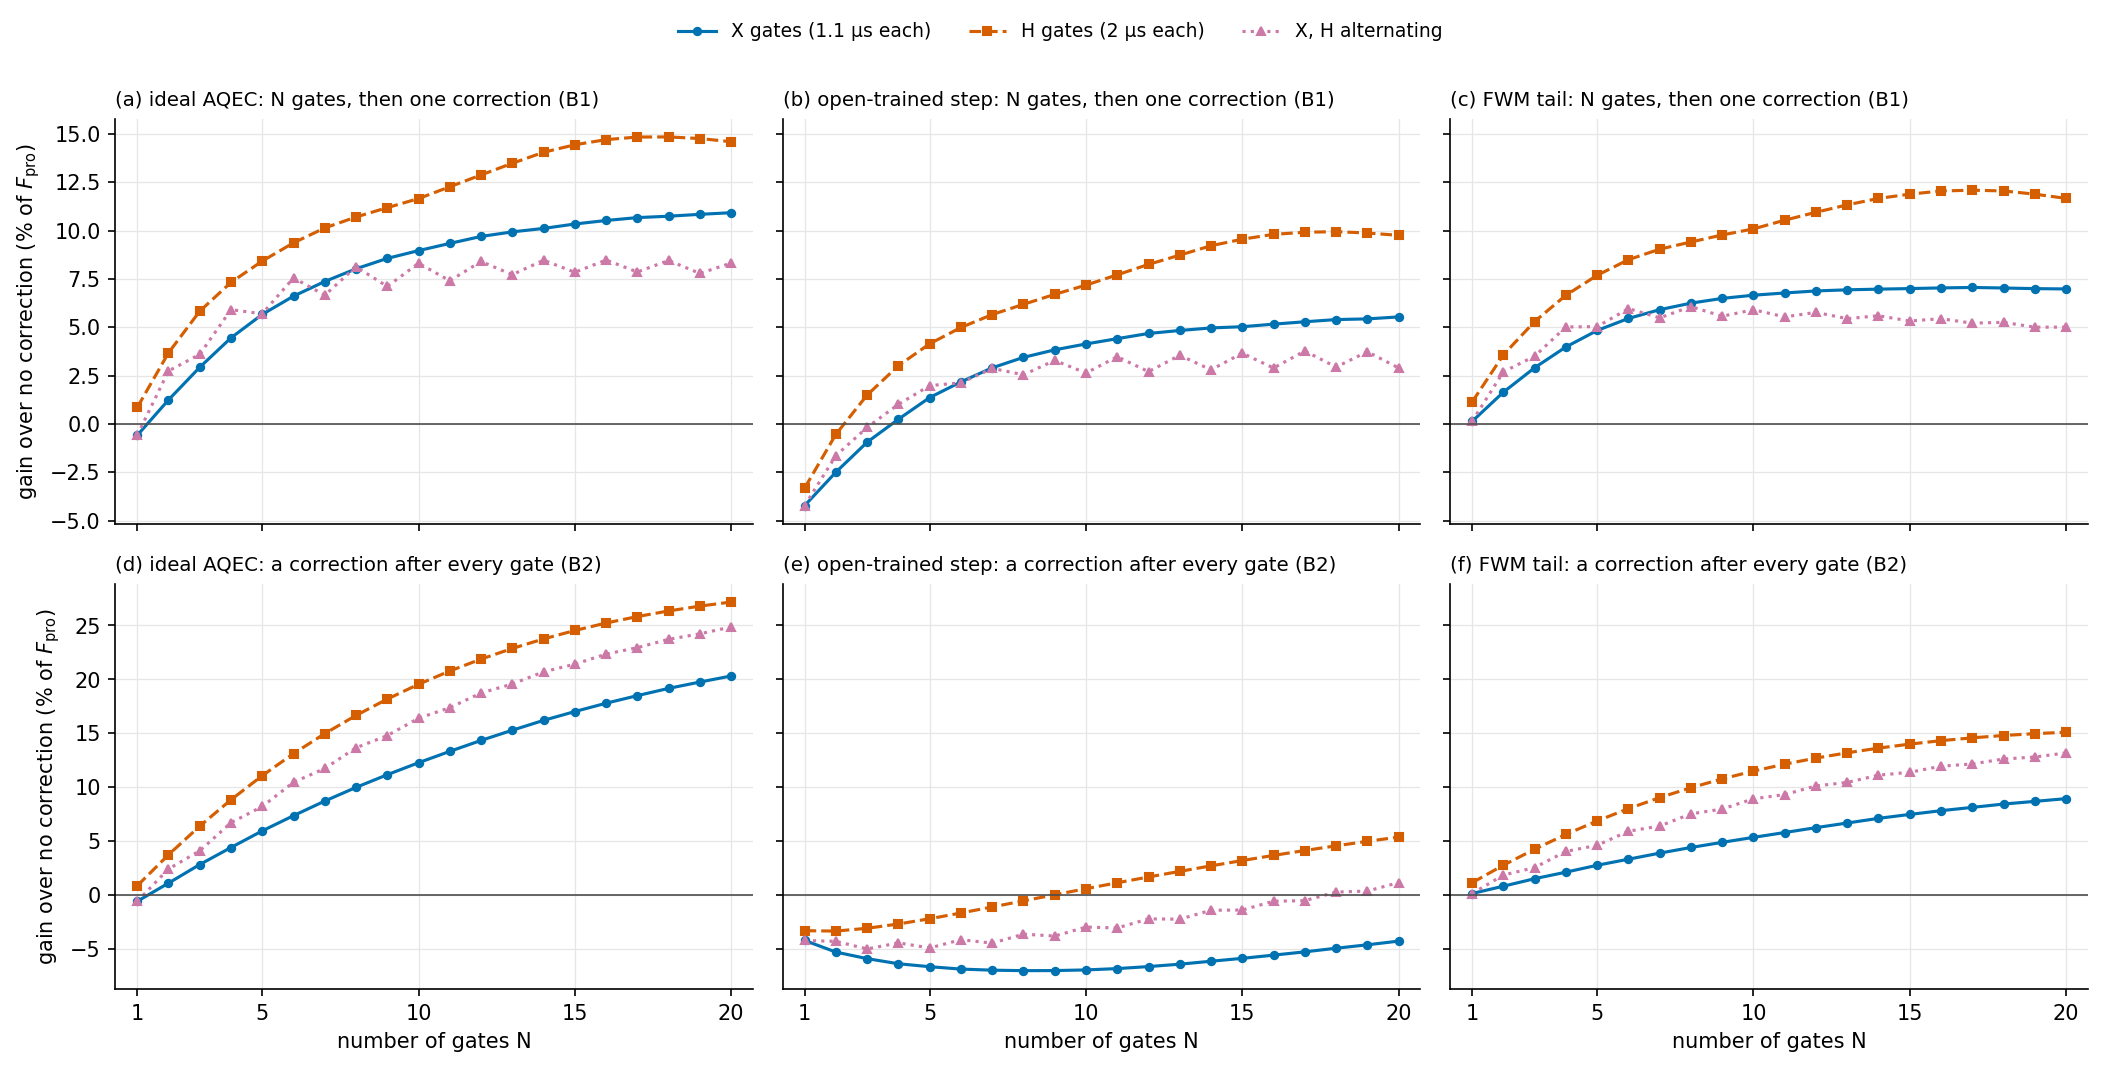 X gates (1.1 μs each)
H gates (2 μs each)
X, H alternating
(a) ideal AQEC: N gates, then one correction (B1)
(b) open-trained step: N gates, then one correction (B1)
(c) FWM tail: N gates, then one correction (B1)
gain over no correction (% of F_pro)
15.0
12.5
10.0
7.5
5.0
2.5
0.0
−2.5
−5.0
(d) ideal AQEC: a correction after every gate (B2)
(e) open-trained step: a correction after every gate (B2)
(f) FWM tail: a correction after every gate (B2)
gain over no correction (% of F_pro)
25
20
15
10
5
0
−5
1 5 10 15 20
1 5 10 15 20
1 5 10 15 20
number of gates N
number of gates N
number of gates N